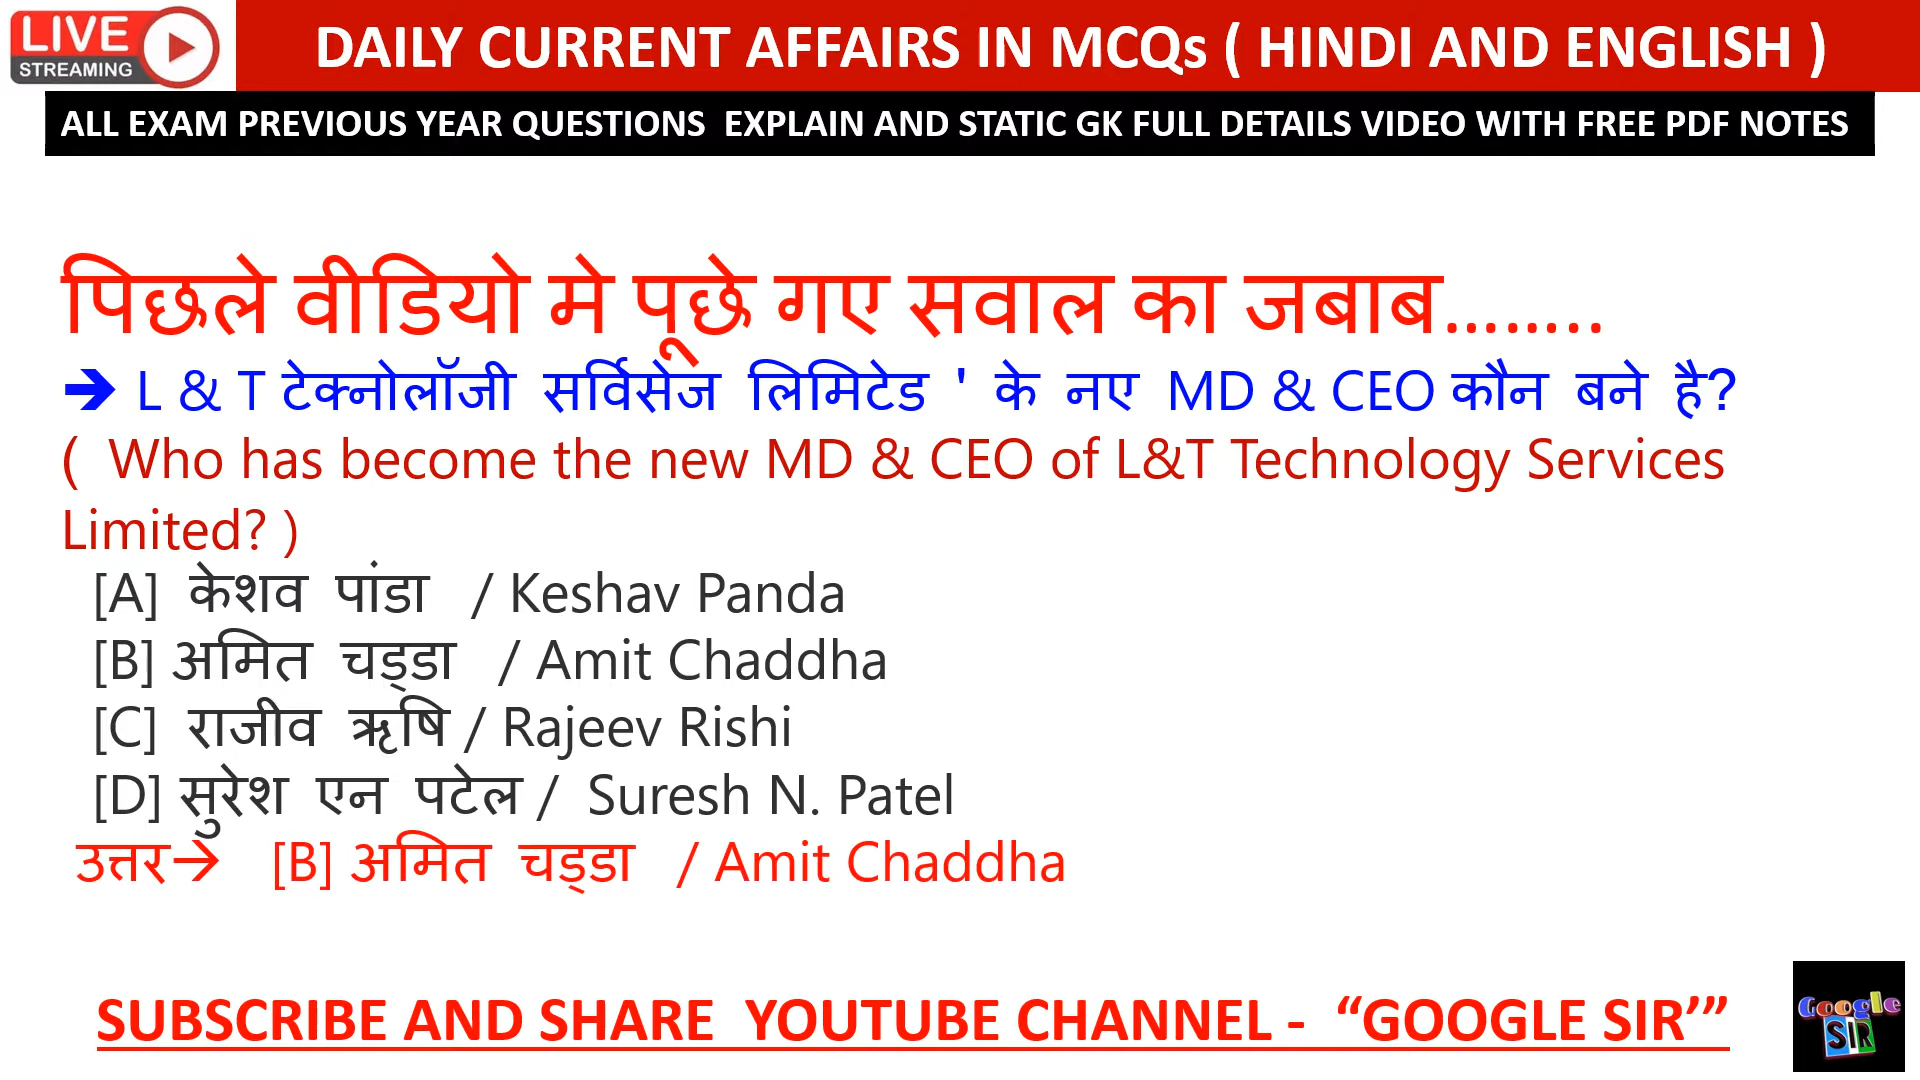 LIVE
STREAMING
DAILY CURRENT AFFAIRS IN MCQs ( HINDI AND ENGLISH )
ALL EXAM PREVIOUS YEAR QUESTIONS EXPLAIN AND STATIC GK FULL DETAILS VIDEO WITH FREE PDF NOTES
पिछले वीडियो मे पूछे गए सवाल का जबाब........
➔ L & T टेक्नोलॉजी सर्विसेज लिमिटेड ' के नए MD & CEO कौन बने है?
( Who has become the new MD & CEO of L&T Technology Services
Limited? )
[A] केशव पांडा / Keshav Panda
[B] अमित चड्डा / Amit Chaddha
[C] राजीव ऋषि / Rajeev Rishi
[D] सुरेश एन पटेल / Suresh N. Patel
उत्तर→ [B] अमित चड्डा / Amit Chaddha
SUBSCRIBE AND SHARE YOUTUBE CHANNEL - “GOOGLE SIR’”
Google
SIR